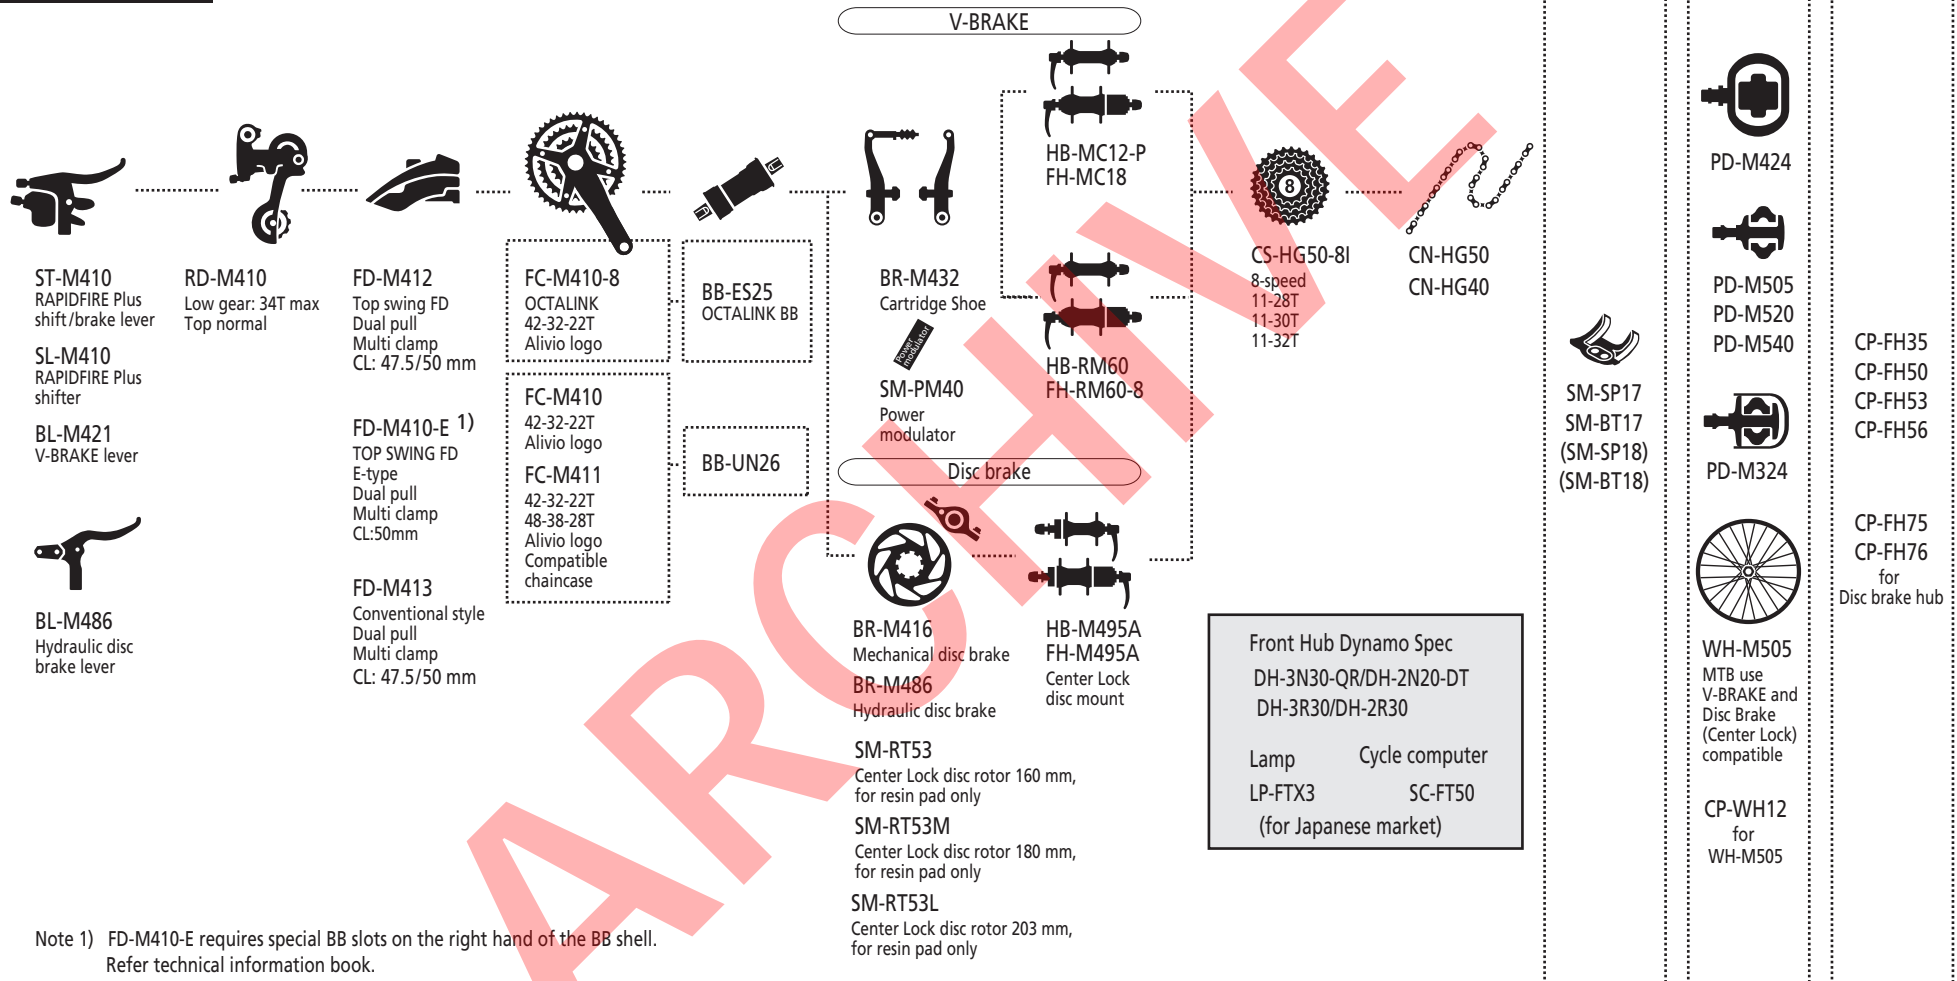 V-BRAKE
ST-M410
RAPIDFIRE Plus
shift/brake lever
SL-M410
RAPIDFIRE Plus
shifter
BL-M421
V-BRAKE lever
BL-M486
Hydraulic disc
brake lever
RD-M410
Low gear: 34T max
Top normal
FD-M412
Top swing FD
Dual pull
Multi clamp
CL: 47.5/50 mm
FD-M410-E 1)
TOP SWING FD
E-type
Dual pull
Multi clamp
CL:50mm
FD-M413
Conventional style
Dual pull
Multi clamp
CL: 47.5/50 mm
FC-M410-8
OCTALINK
42-32-22T
Alivio logo
FC-M410
42-32-22T
Alivio logo
FC-M411
42-32-22T
48-38-28T
Alivio logo
Compatible
chaincase
BB-ES25
OCTALINK BB
BB-UN26
BR-M432
Cartridge Shoe
Power
modulator
SM-PM40
Power
modulator
HB-MC12-P
FH-MC18
HB-RM60
FH-RM60-8
Disc brake
BR-M416
Mechanical disc brake
BR-M486
Hydraulic disc brake
SM-RT53
Center Lock disc rotor 160 mm,
for resin pad only
SM-RT53M
Center Lock disc rotor 180 mm,
for resin pad only
SM-RT53L
Center Lock disc rotor 203 mm,
for resin pad only
HB-M495A
FH-M495A
Center Lock
disc mount
8
CS-HG50-8I
8-speed
11-28T
11-30T
11-32T
CN-HG50
CN-HG40
Front Hub Dynamo Spec
DH-3N30-QR/DH-2N20-DT
DH-3R30/DH-2R30
Lamp Cycle computer
LP-FTX3 SC-FT50
(for Japanese market)
SM-SP17
SM-BT17
(SM-SP18)
(SM-BT18)
PD-M424
PD-M505
PD-M520
PD-M540
PD-M324
WH-M505
MTB use
V-BRAKE and
Disc Brake
(Center Lock)
compatible
CP-WH12
for
WH-M505
CP-FH35
CP-FH50
CP-FH53
CP-FH56
CP-FH75
CP-FH76
for
Disc brake hub
Note 1) FD-M410-E requires special BB slots on the right hand of the BB shell.
Refer technical information book.
ARCHIVE